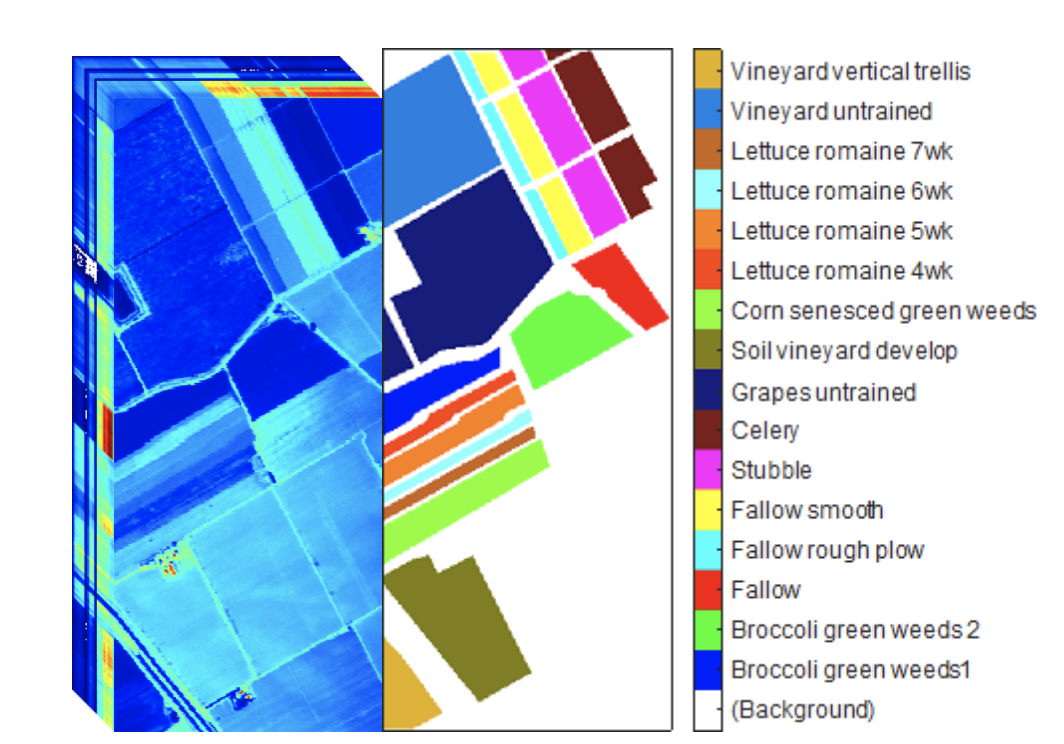 Vineyard vertical trellis
Vineyard untrained
Lettuce romaine 7wk
Lettuce romaine 6wk
Lettuce romaine 5wk
Lettuce romaine 4wk
Corn senesced green weeds
Soil vineyard develop
Grapes untrained
Celery
Stubble
Fallow smooth
Fallow rough plow
Fallow
Broccoli green weeds 2
Broccoli green weeds1
(Background)